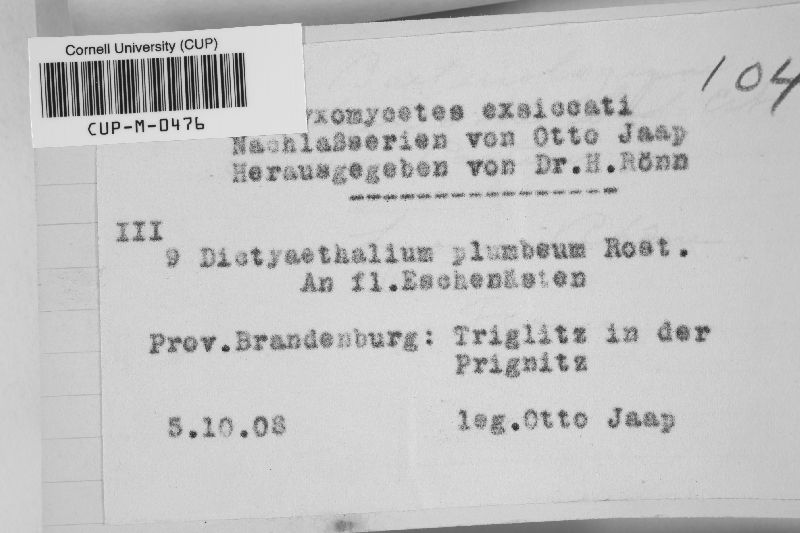 Cornell University (CUP)
CUP-M-0476
104
yxomycetes exsiccati
Nachlaßserien von Otto Jaap
Herausgegeben von Dr.H.Rönn
III
9 Dictyaethalium plumbeum Rost.
An fl.Eschenästen
Prov.Brandenburg: Triglitz in der
Prignitz
5.10.08 leg.Otto Jaap